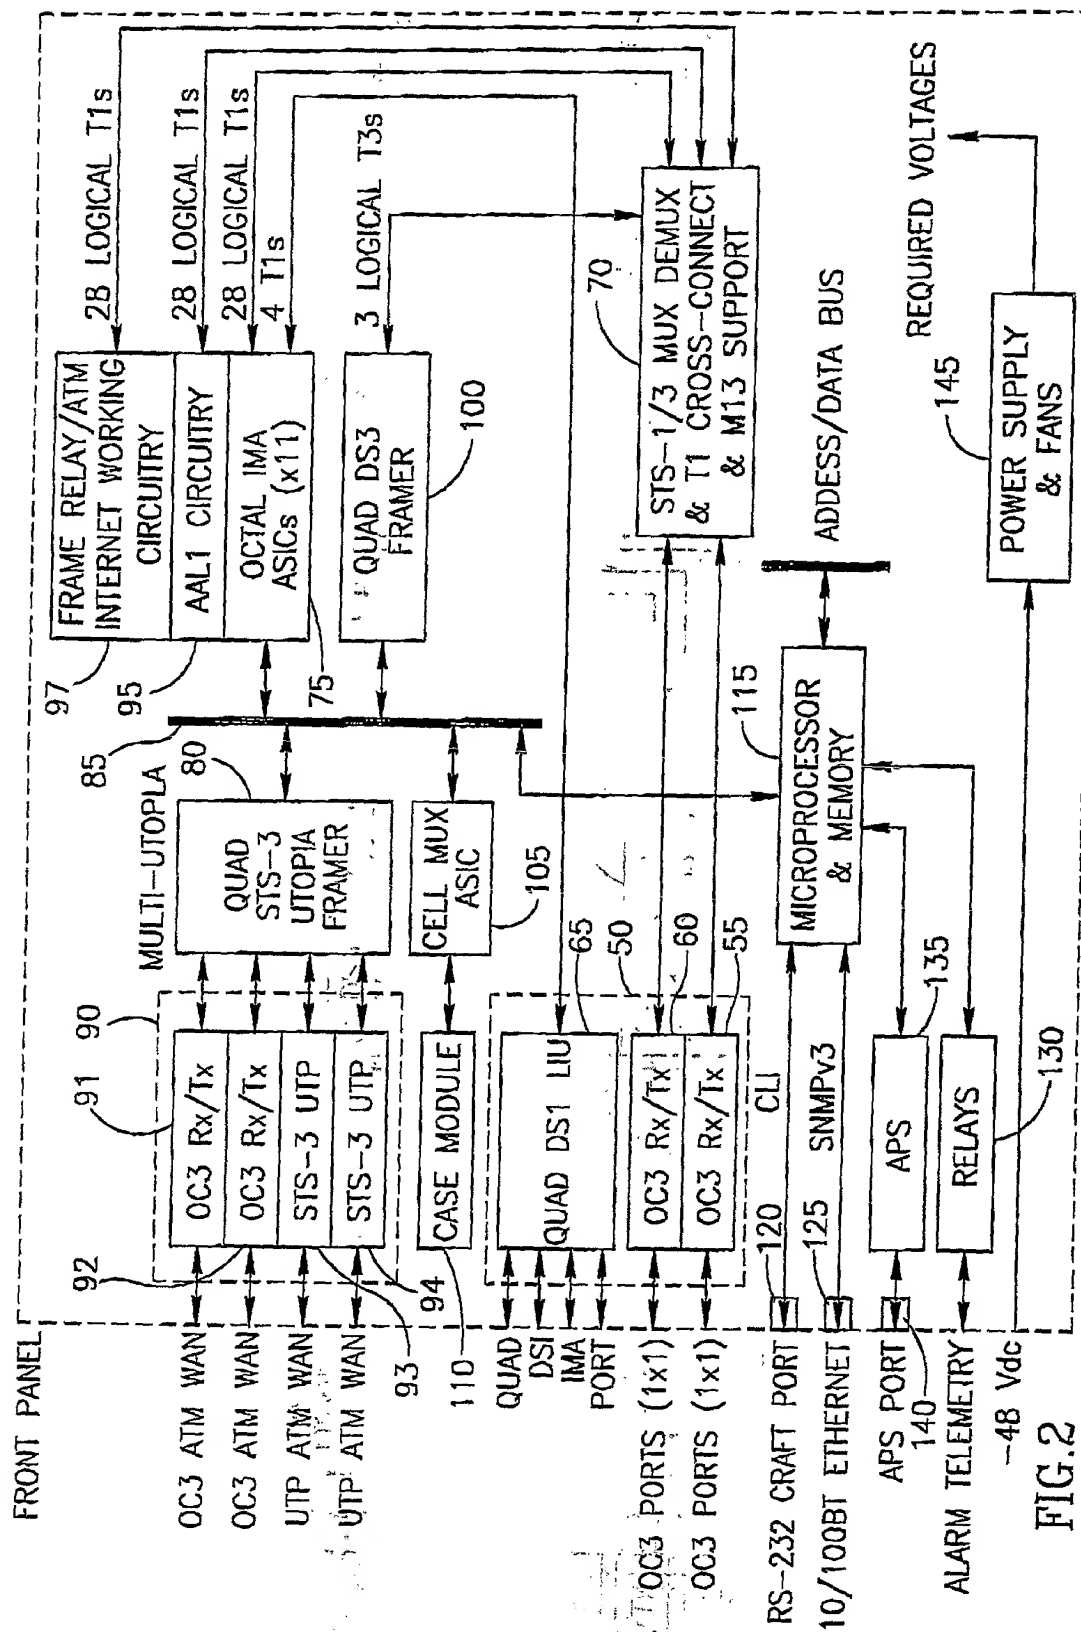 FRONT PANEL
OC3 ATM WAN
OC3 ATM WAN
UTP ATM WAN
UTP ATM WAN
92
91
90
OC3 Rx/Tx
OC3 Rx/Tx
STS-3 UTP
STS-3 UTP
93
94
MULTI-UTOPLA
85
80
QUAD
STS-3
UTOPIA
FRAMER
97
95
75
FRAME RELAY/ATM
INTERNET WORKING
CIRCUITRY
AAL1 CIRCUITRY
OCTAL IMA
ASICs (x11)
28 LOGICAL T1s
28 LOGICAL T1s
28 LOGICAL T1s
4 T1s
3 LOGICAL T3s
QUAD DS3
FRAMER
100
110
CASE MODULE
CELL MUX
ASIC
105
QUAD
DSI
IMA
PORT
QUAD DS1 LIU
65
50
OC3 PORTS (1x1)
OC3 PORTS (1x1)
OC3 Rx/Tx
OC3 Rx/Tx
60
55
70
STS-1/3 MUX DEMUX
& T1 CROSS-CONNECT
& M13 SUPPORT
RS-232 CRAFT PORT
120
CLI
10/100BT ETHERNET
125
SNMPv3
MICROPROCESSOR
& MEMORY
115
ADDESS/DATA BUS
APS PORT
140
APS
135
ALARM TELEMETRY
RELAYS
130
-48 Vdc
POWER SUPPLY
& FANS
145
REQUIRED VOLTAGES
FIG.2